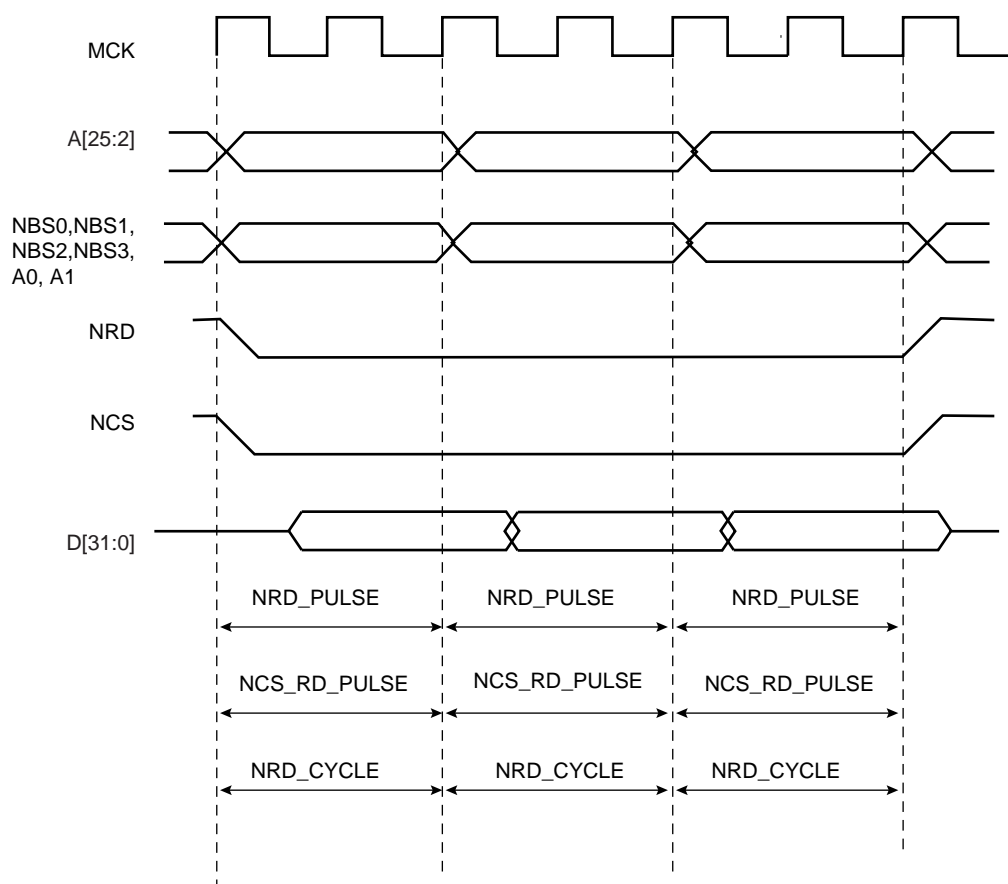 MCK
A[25:2]
NBS0,NBS1,
NBS2,NBS3,
A0, A1
NRD
NCS
D[31:0]
NRD_PULSE NRD_PULSE NRD_PULSE
NCS_RD_PULSE NCS_RD_PULSE NCS_RD_PULSE
NRD_CYCLE NRD_CYCLE NRD_CYCLE